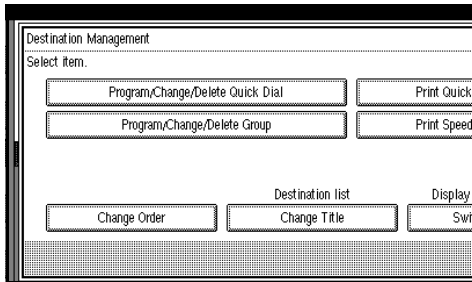 Destination Management
Select item.
Program/Change/Delete Quick Dial Print Quick
Program/Change/Delete Group Print Speed
Destination list Display
Change Order Change Title Swi